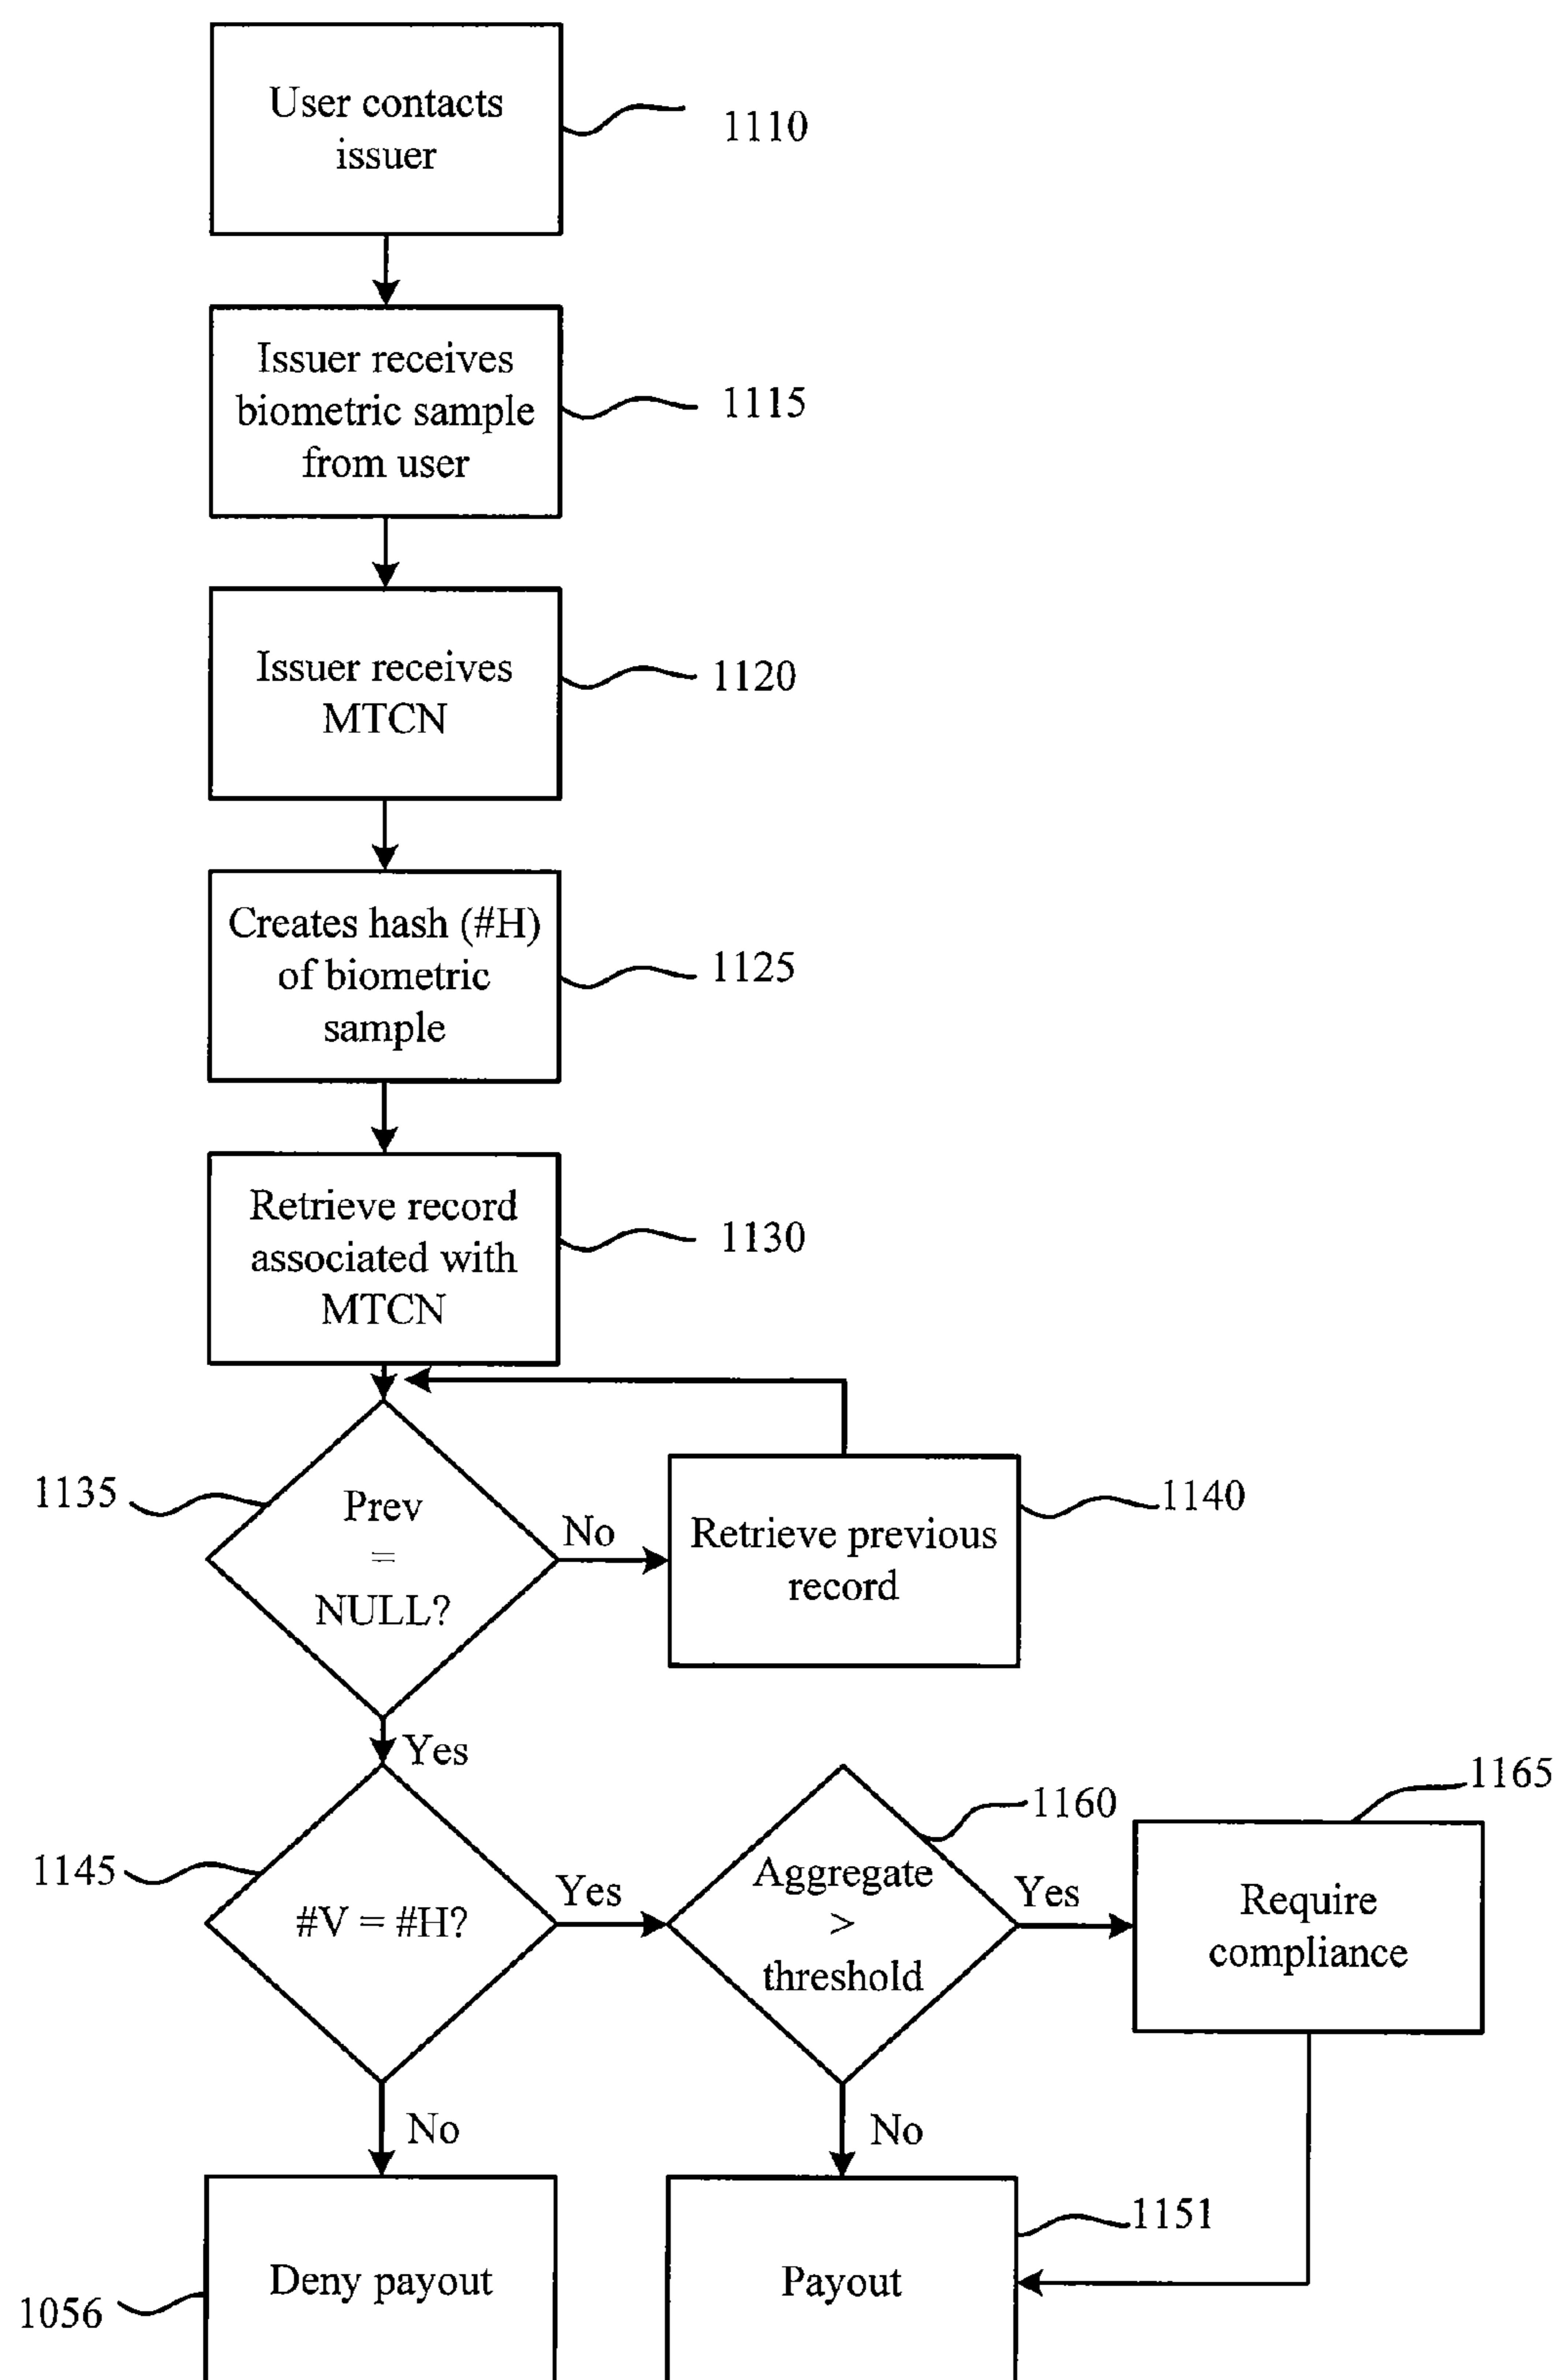 User contacts
issuer
1110
Issuer receives
biometric sample
from user
1115
Issuer receives
MTCN
1120
Creates hash (#H)
of biometric
sample
1125
Retrieve record
associated with
MTCN
1130
1135
Prev
=
NULL?
No
Retrieve previous
record
1140
Yes
1145
#V = #H?
Yes
Aggregate
>
threshold
1160
Yes
Require
compliance
1165
No
No
Deny payout
1056
Payout
1151